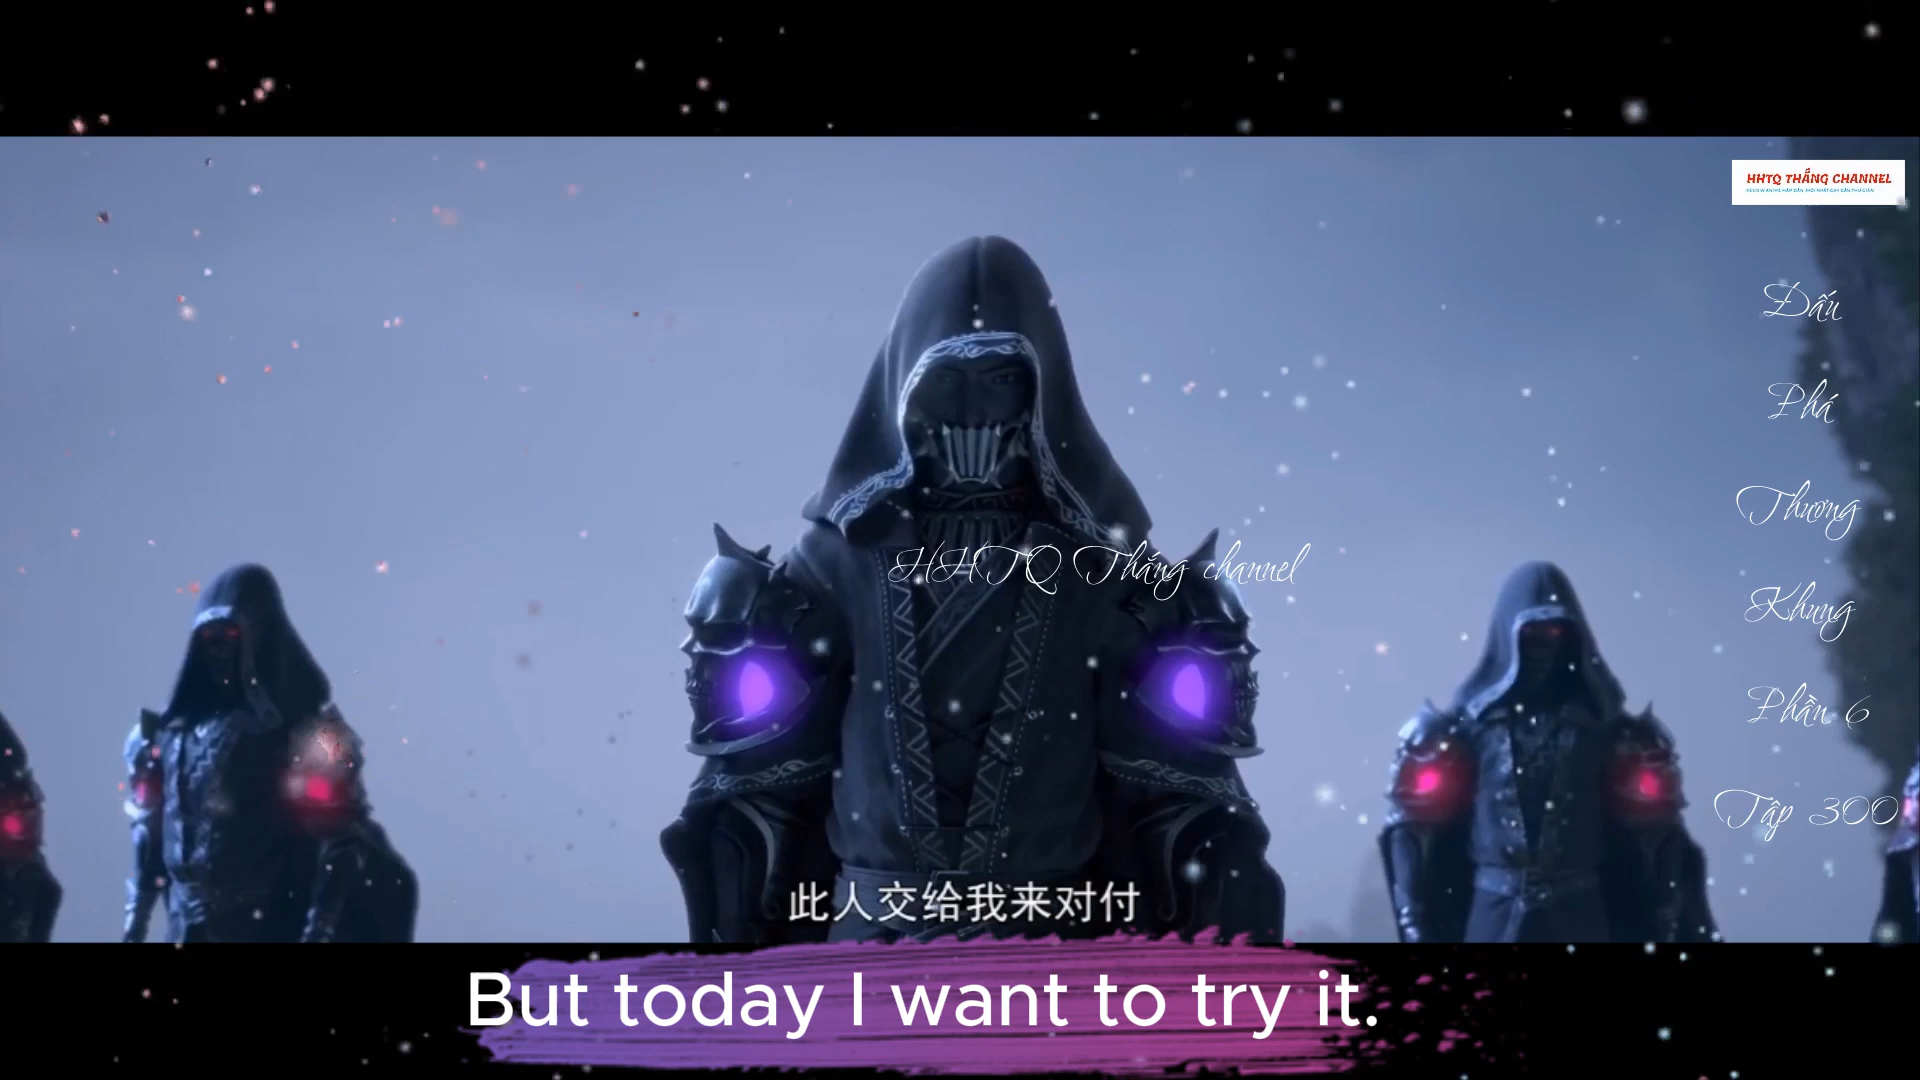 HHTQ THẮNG CHANNEL
Đấu
Phá
Thương
Khung
Phần 6
Tập 300
HHTQ Thắng channel
此人交给我来对付
But today I want to try it.